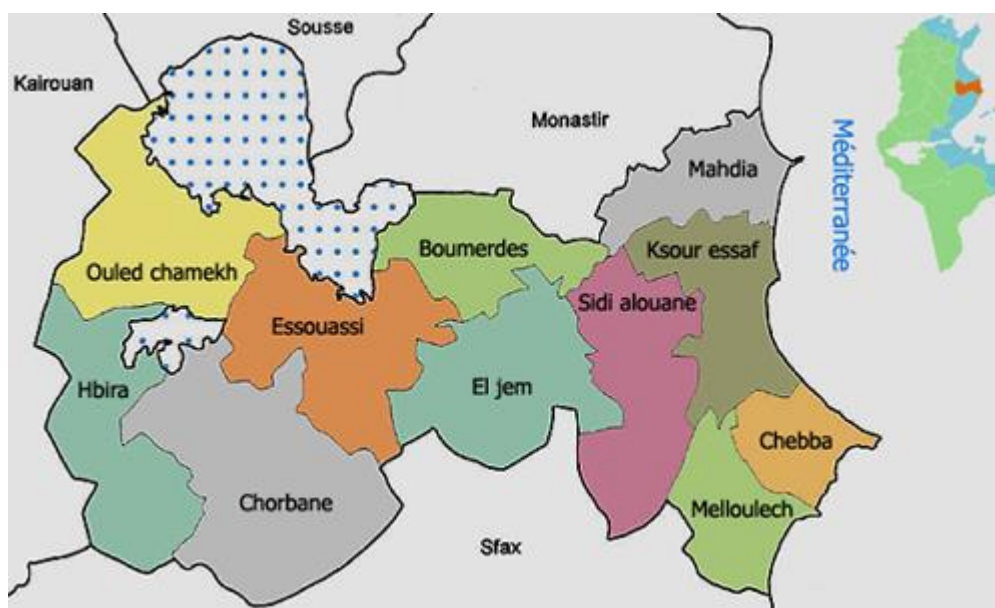 Sousse
Kairouan
Monastir
Méditerranée
Mahdia
Boumerdes
Ksour essaf
Ouled chamekh
Sidi alouane
Essouassi
Hbira
El jem
Chebba
Chorbane
Melloulech
Sfax